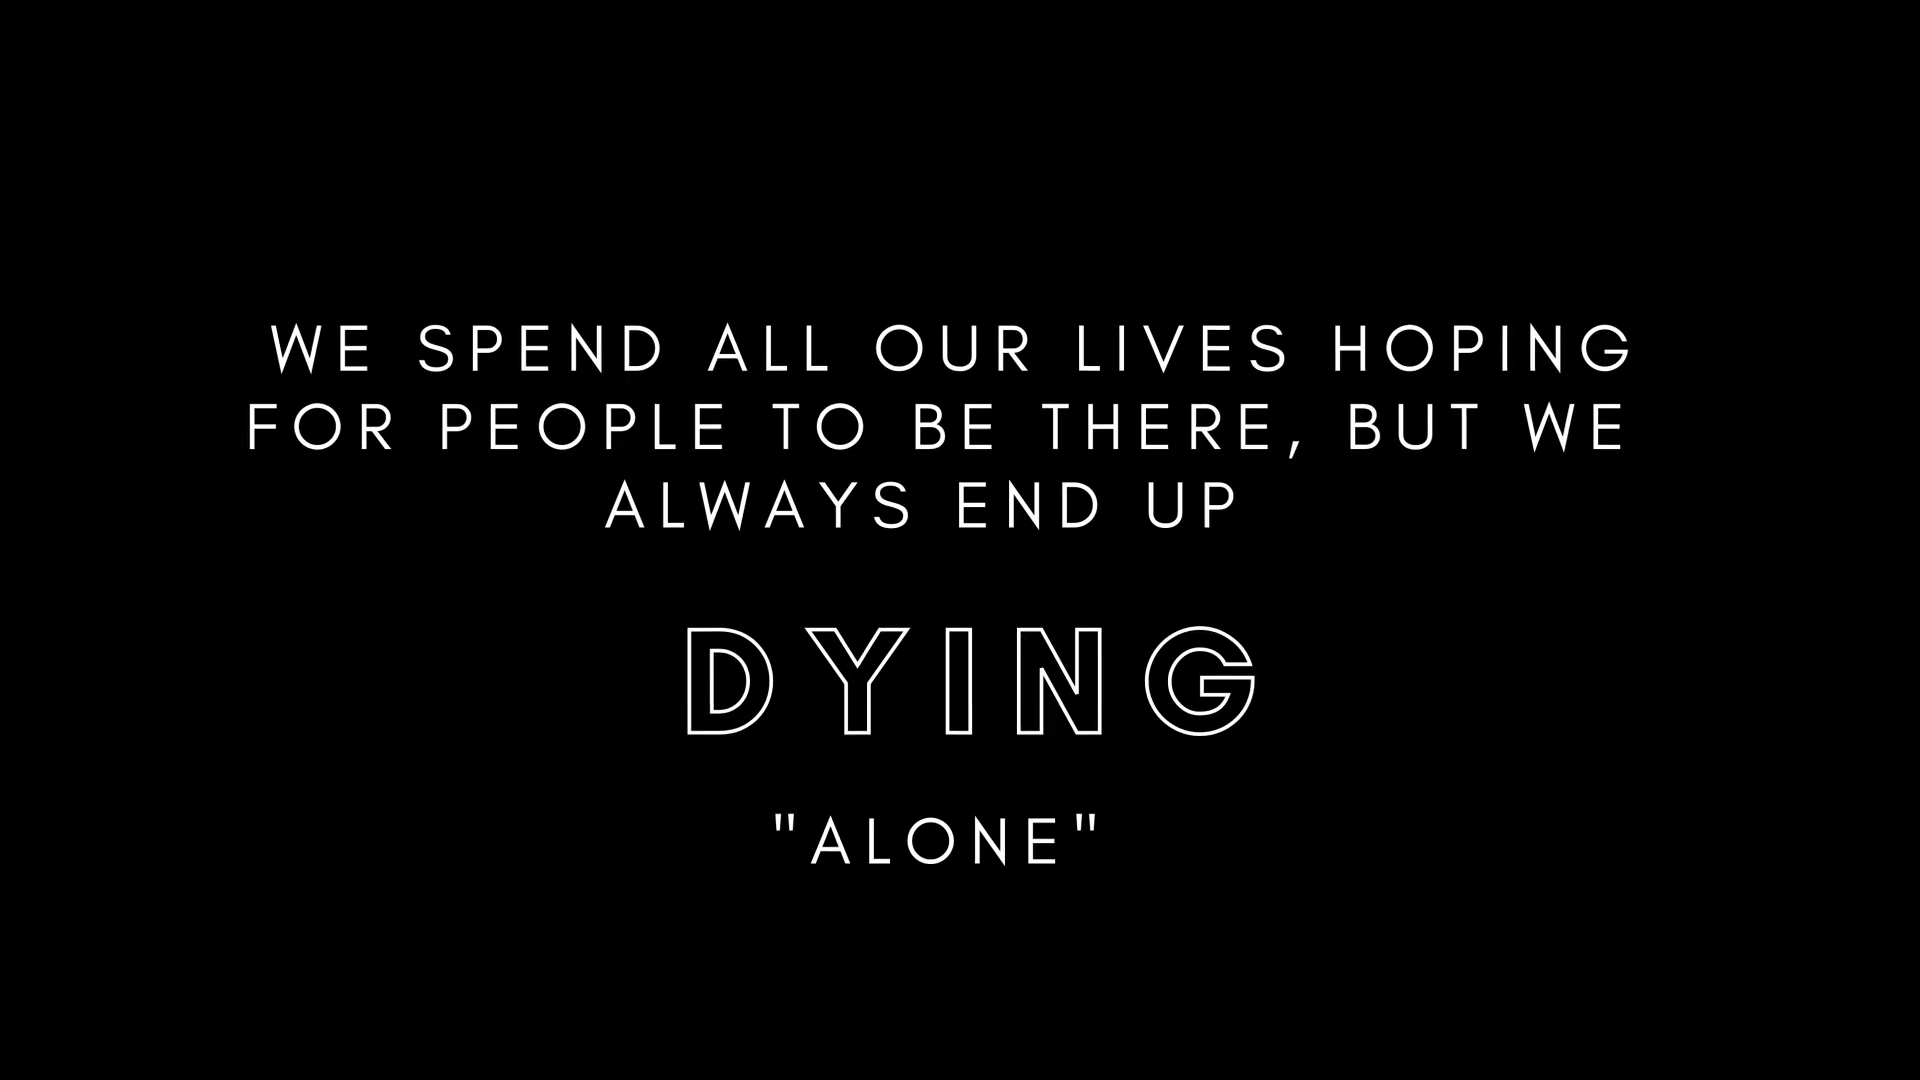 WE SPEND ALL OUR LIVES HOPING
FOR PEOPLE TO BE THERE, BUT WE
ALWAYS END UP
DYING
"ALONE"